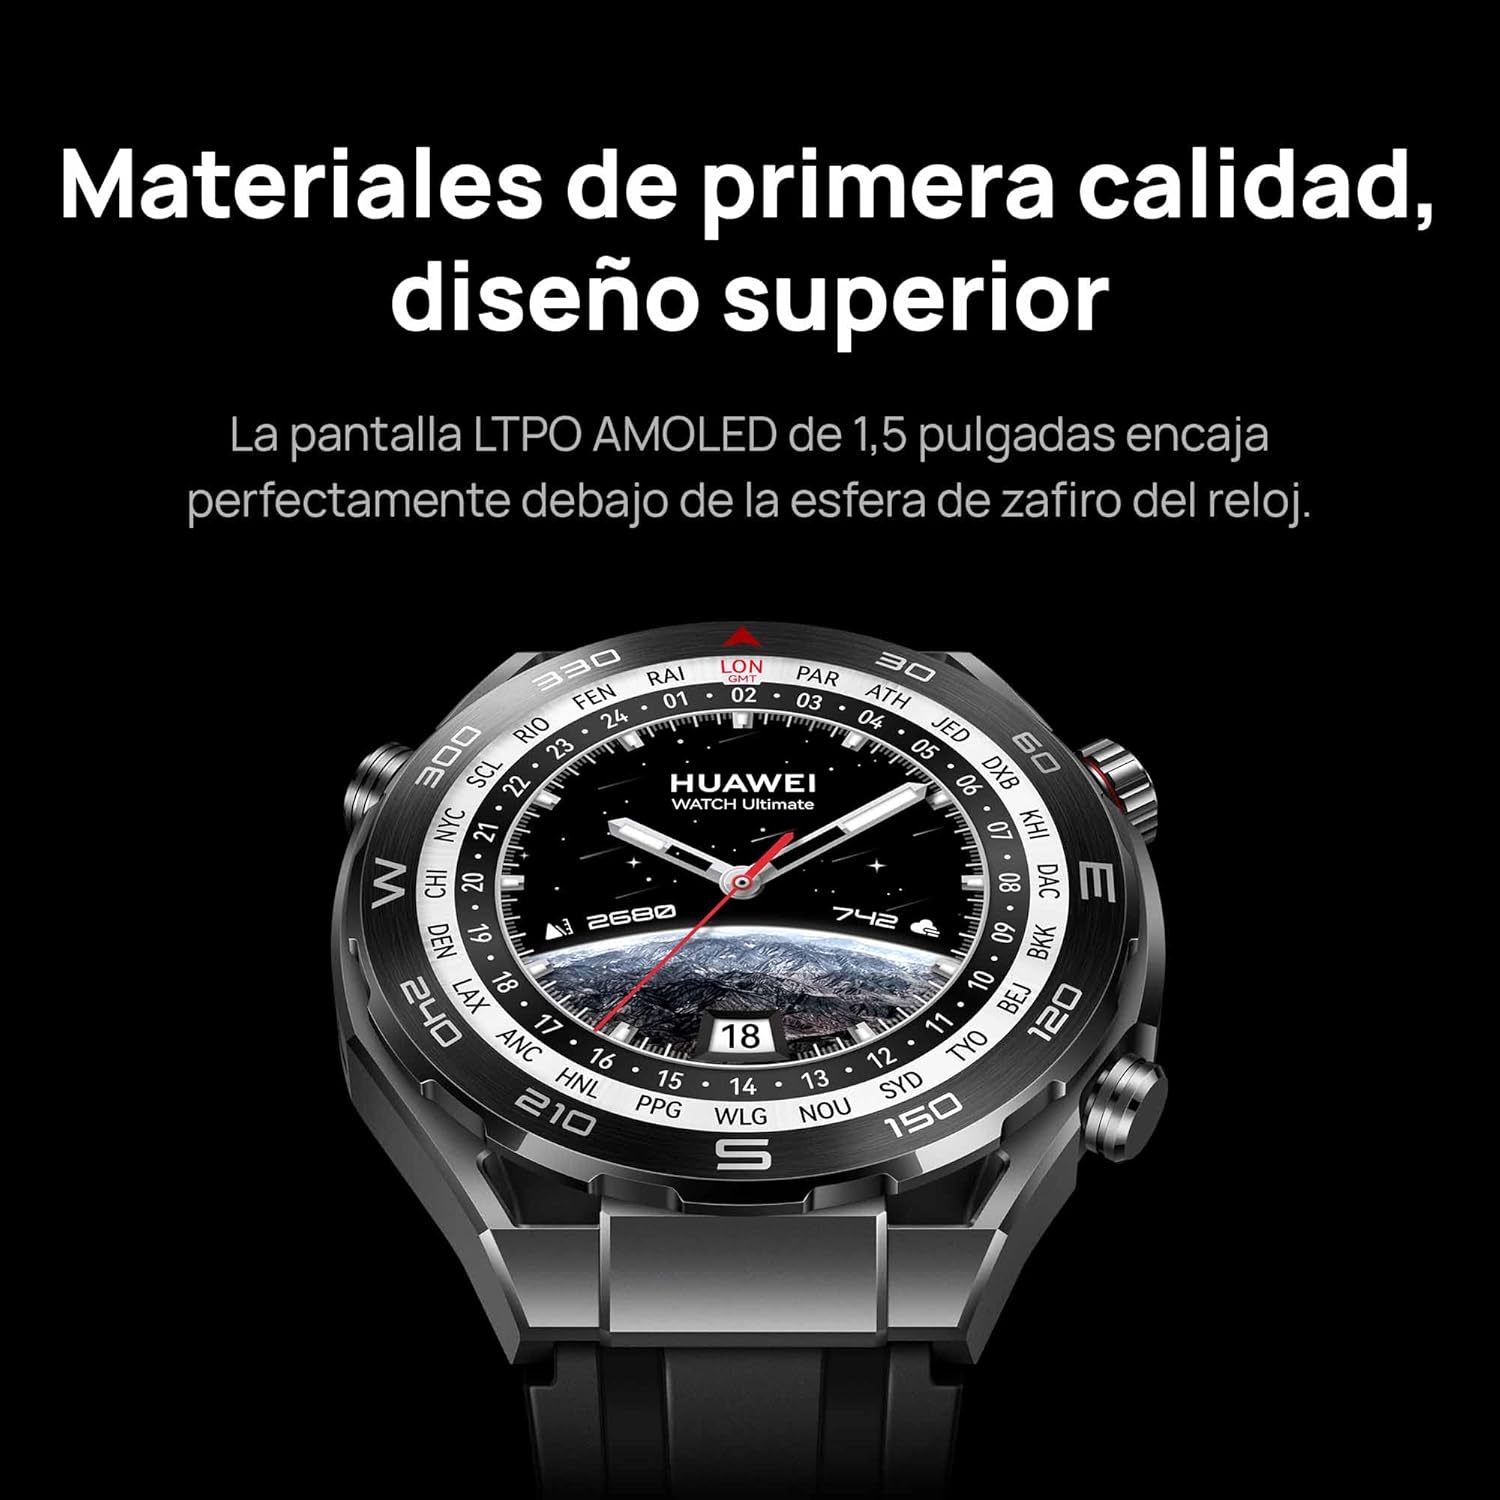 Materiales de primera calidad,
diseño superior
La pantalla LTPO AMOLED de 1,5 pulgadas encaja
perfectamente debajo de la esfera de zafiro del reloj.
330 30 60 E 120 150 S 210 240 W 300
LON
GMT
PAR ATH JED DXB KHI DAC BKK BEJ TYO SYD NOU WLG PPG HNL ANC LAX DEN CHI NYC SCL RIO FEN RAI
02 03 04 05 06 07 08 09 10 11 12 13 14 15 16 17 18 19 20 21 22 23 24 01
HUAWEI
WATCH Ultimate
2680 742
18